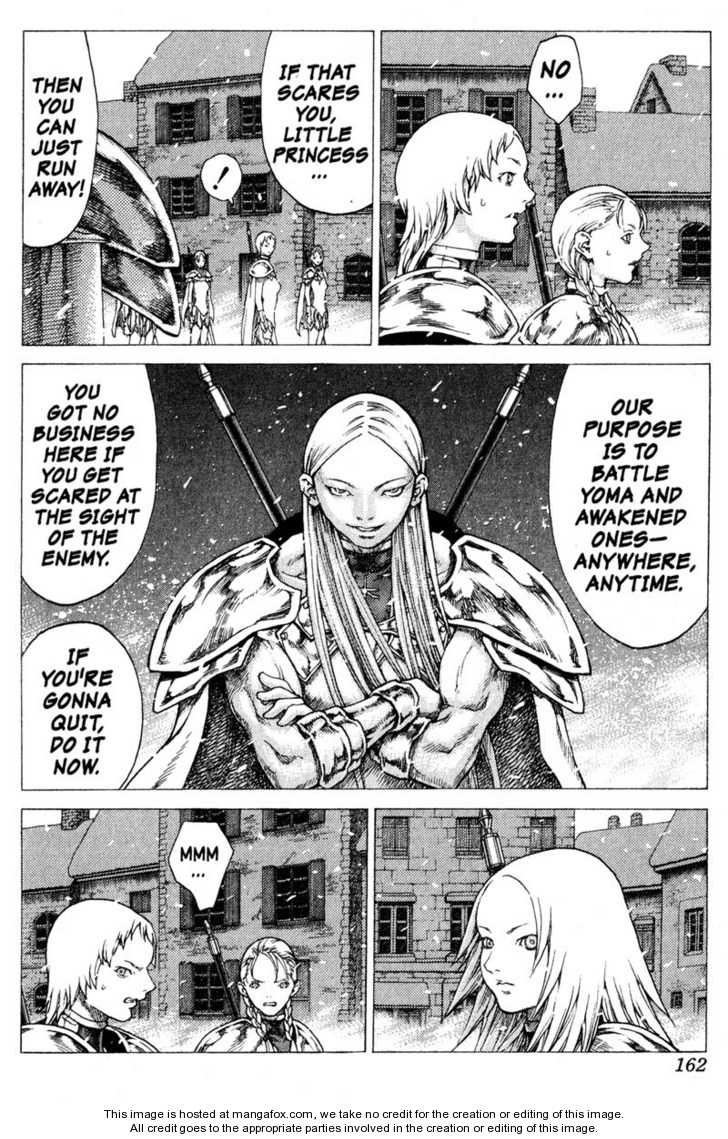 NO
...
IF THAT
SCARES
YOU,
LITTLE
PRINCESS
...
!
THEN
YOU
CAN
JUST
RUN
AWAY!
OUR
PURPOSE
IS TO
BATTLE
YOMA AND
AWAKENED
ONES—
ANYWHERE,
ANYTIME.
YOU
GOT NO
BUSINESS
HERE IF
YOU GET
SCARED AT
THE SIGHT
OF THE
ENEMY.
IF
YOU'RE
GONNA
QUIT,
DO IT
NOW.
MMM
...
162
This image is hosted at mangafox.com, we take no credit for the creation or editing of this image.
All credit goes to the appropriate parties involved in the creation or editing of this image.